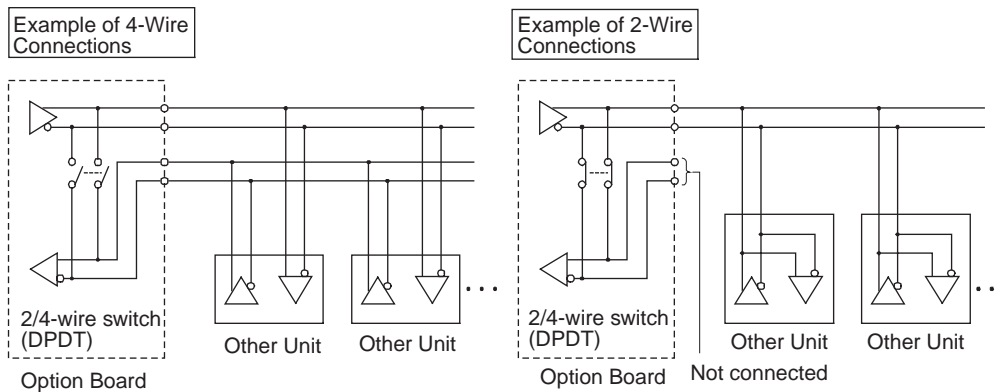 Example of 4-Wire
Connections
2/4-wire switch
(DPDT)
Other Unit
Other Unit
Option Board
Example of 2-Wire
Connections
2/4-wire switch
(DPDT)
Other Unit
Other Unit
Not connected
Option Board